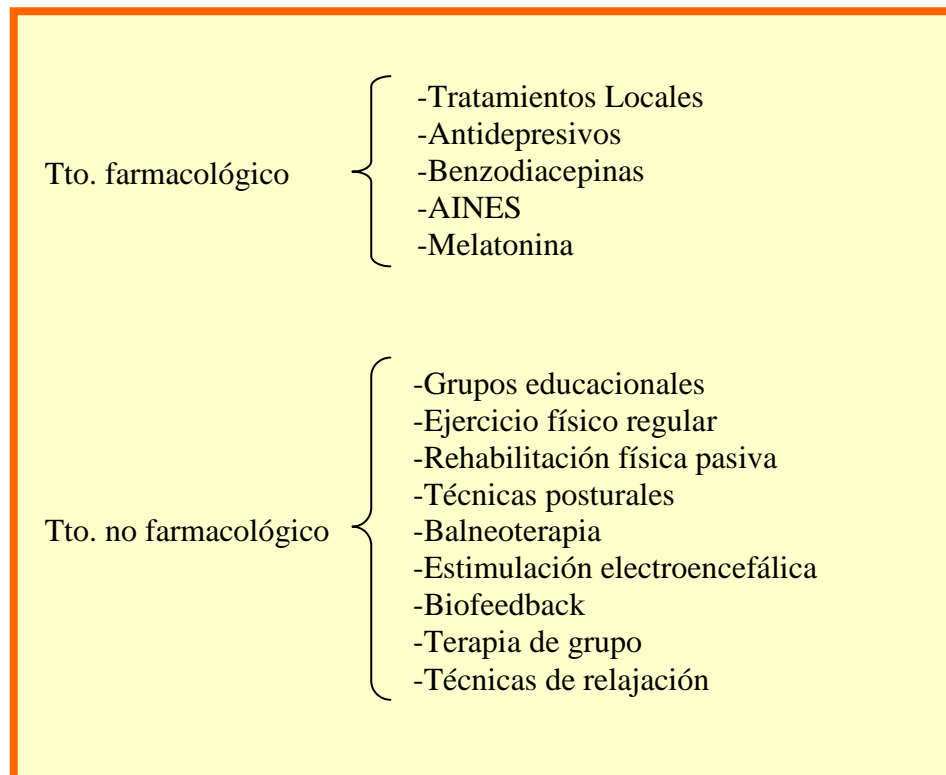 Tto. farmacológico
-Tratamientos Locales
-Antidepresivos
-Benzodiacepinas
-AINES
-Melatonina
Tto. no farmacológico
-Grupos educacionales
-Ejercicio físico regular
-Rehabilitación física pasiva
-Técnicas posturales
-Balneoterapia
-Estimulación electroencefálica
-Biofeedback
-Terapia de grupo
-Técnicas de relajación